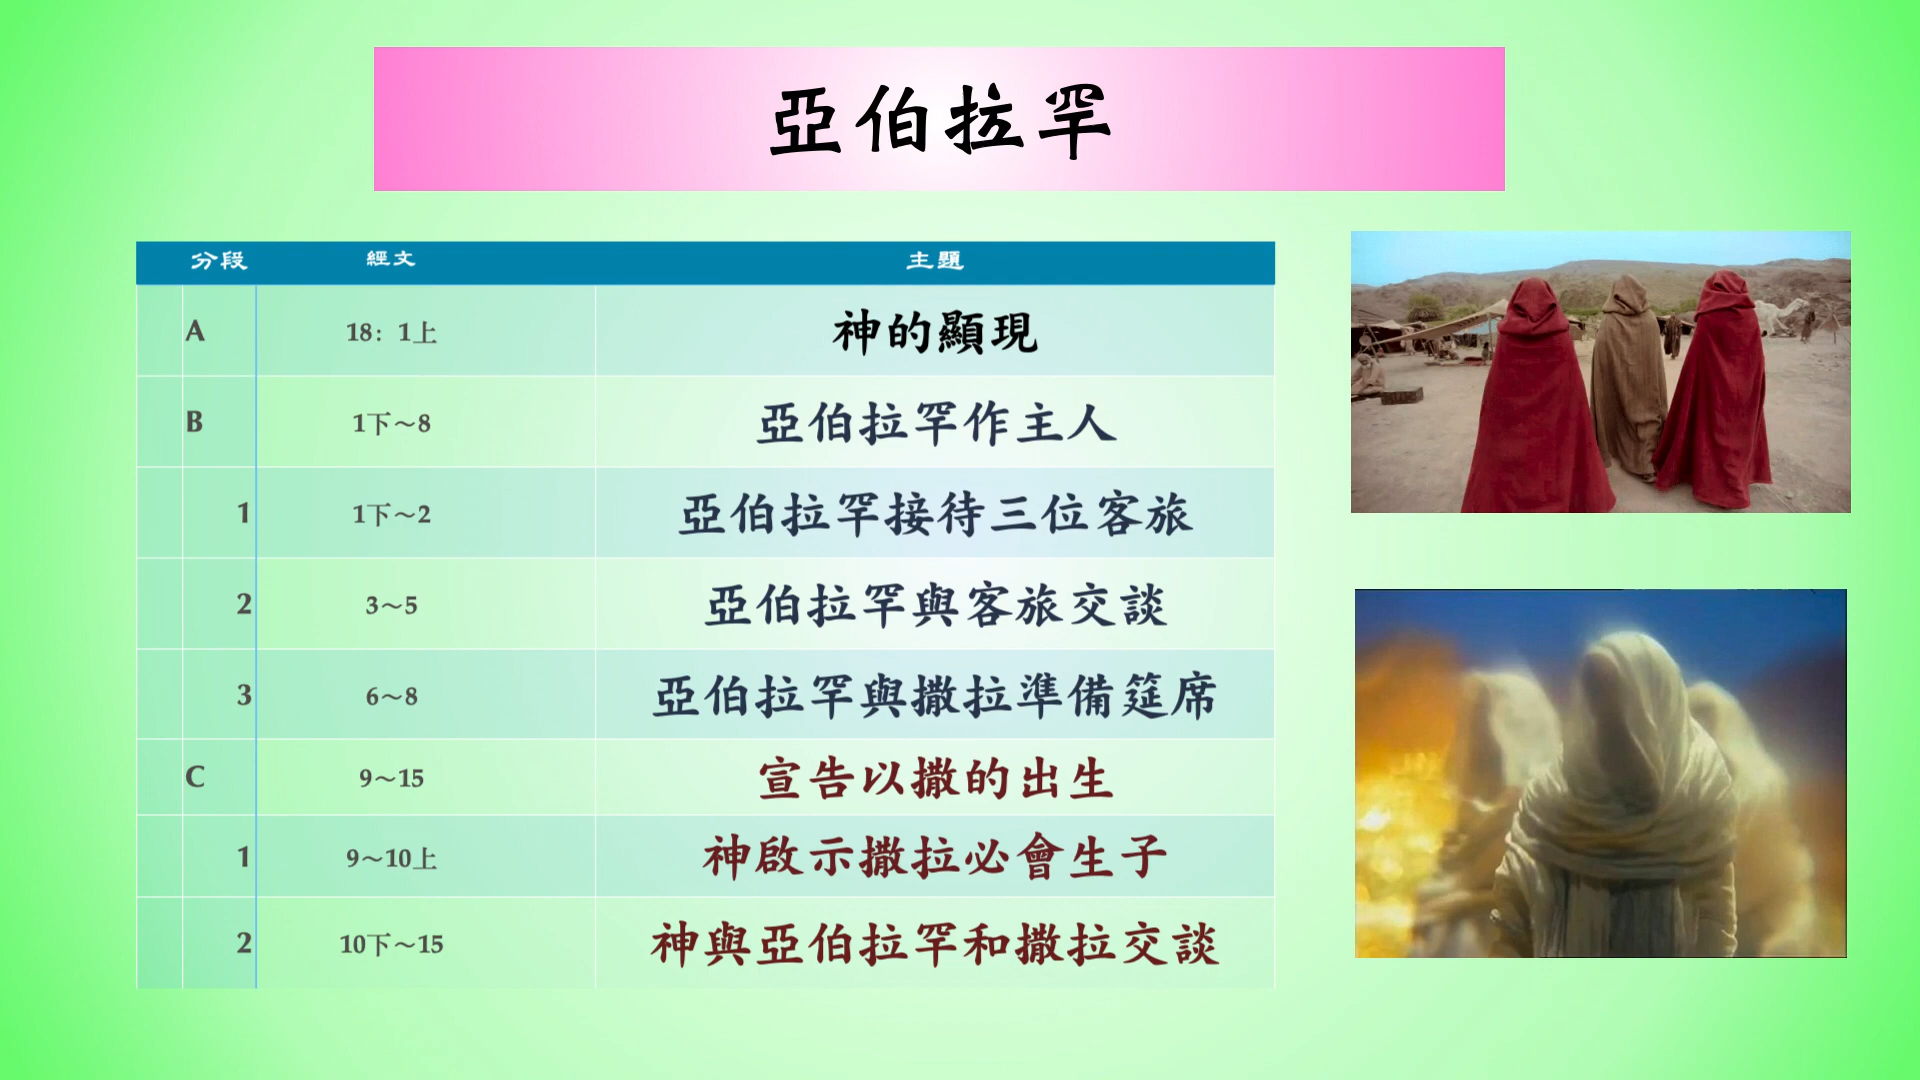 亞伯拉罕
分段 經文 主題
A 18：1上 神的顯現
B 1下～8 亞伯拉罕作主人
1 1下～2 亞伯拉罕接待三位客旅
2 3～5 亞伯拉罕與客旅交談
3 6～8 亞伯拉罕與撒拉準備筵席
C 9～15 宣告以撒的出生
1 9～10上 神啟示撒拉必會生子
2 10下～15 神與亞伯拉罕和撒拉交談